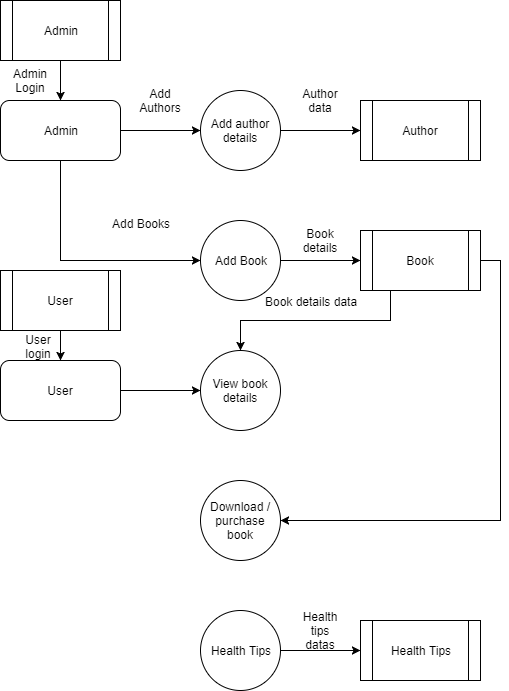 Admin
Admin
Login
Admin
Add
Authors
Add author
details
Author
data
Author
Add Books
Add Book
Book
details
Book
User
User
login
User
Book details data
View book
details
Download /
purchase
book
Health Tips
Health
tips
datas
Health Tips